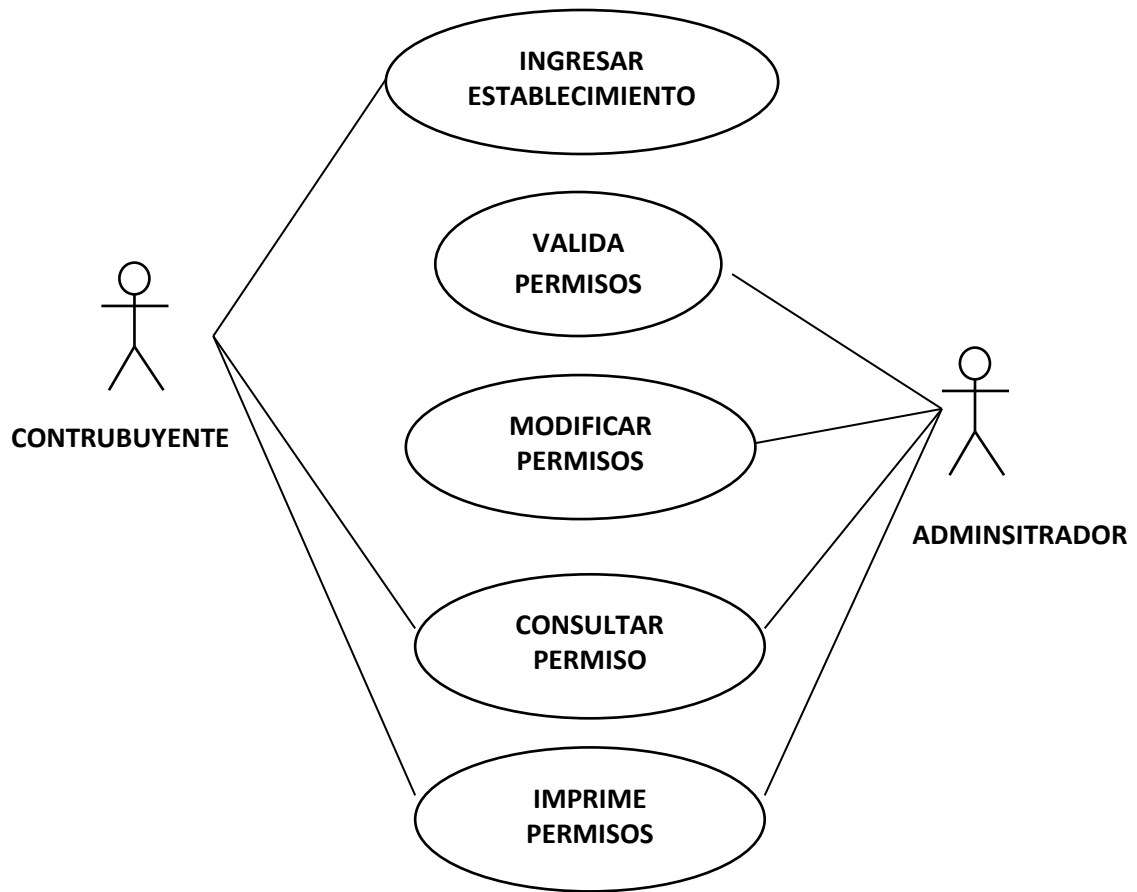 INGRESAR
ESTABLECIMIENTO
VALIDA
PERMISOS
CONTRUBUYENTE
MODIFICAR
PERMISOS
ADMINSITRADOR
CONSULTAR
PERMISO
IMPRIME
PERMISOS